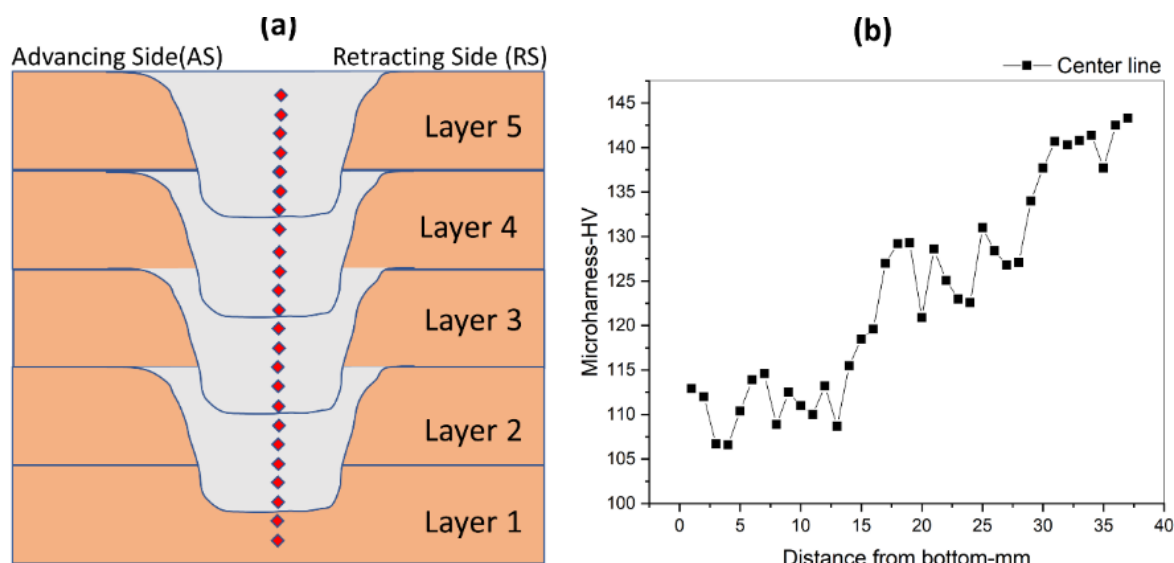 (a)
Advancing Side(AS) Retracting Side (RS)
Layer 5
Layer 4
Layer 3
Layer 2
Layer 1
(b)
Center line
Microharness-HV
145
140
135
130
125
120
115
110
105
100
0 5 10 15 20 25 30 35 40
Distance from bottom-mm